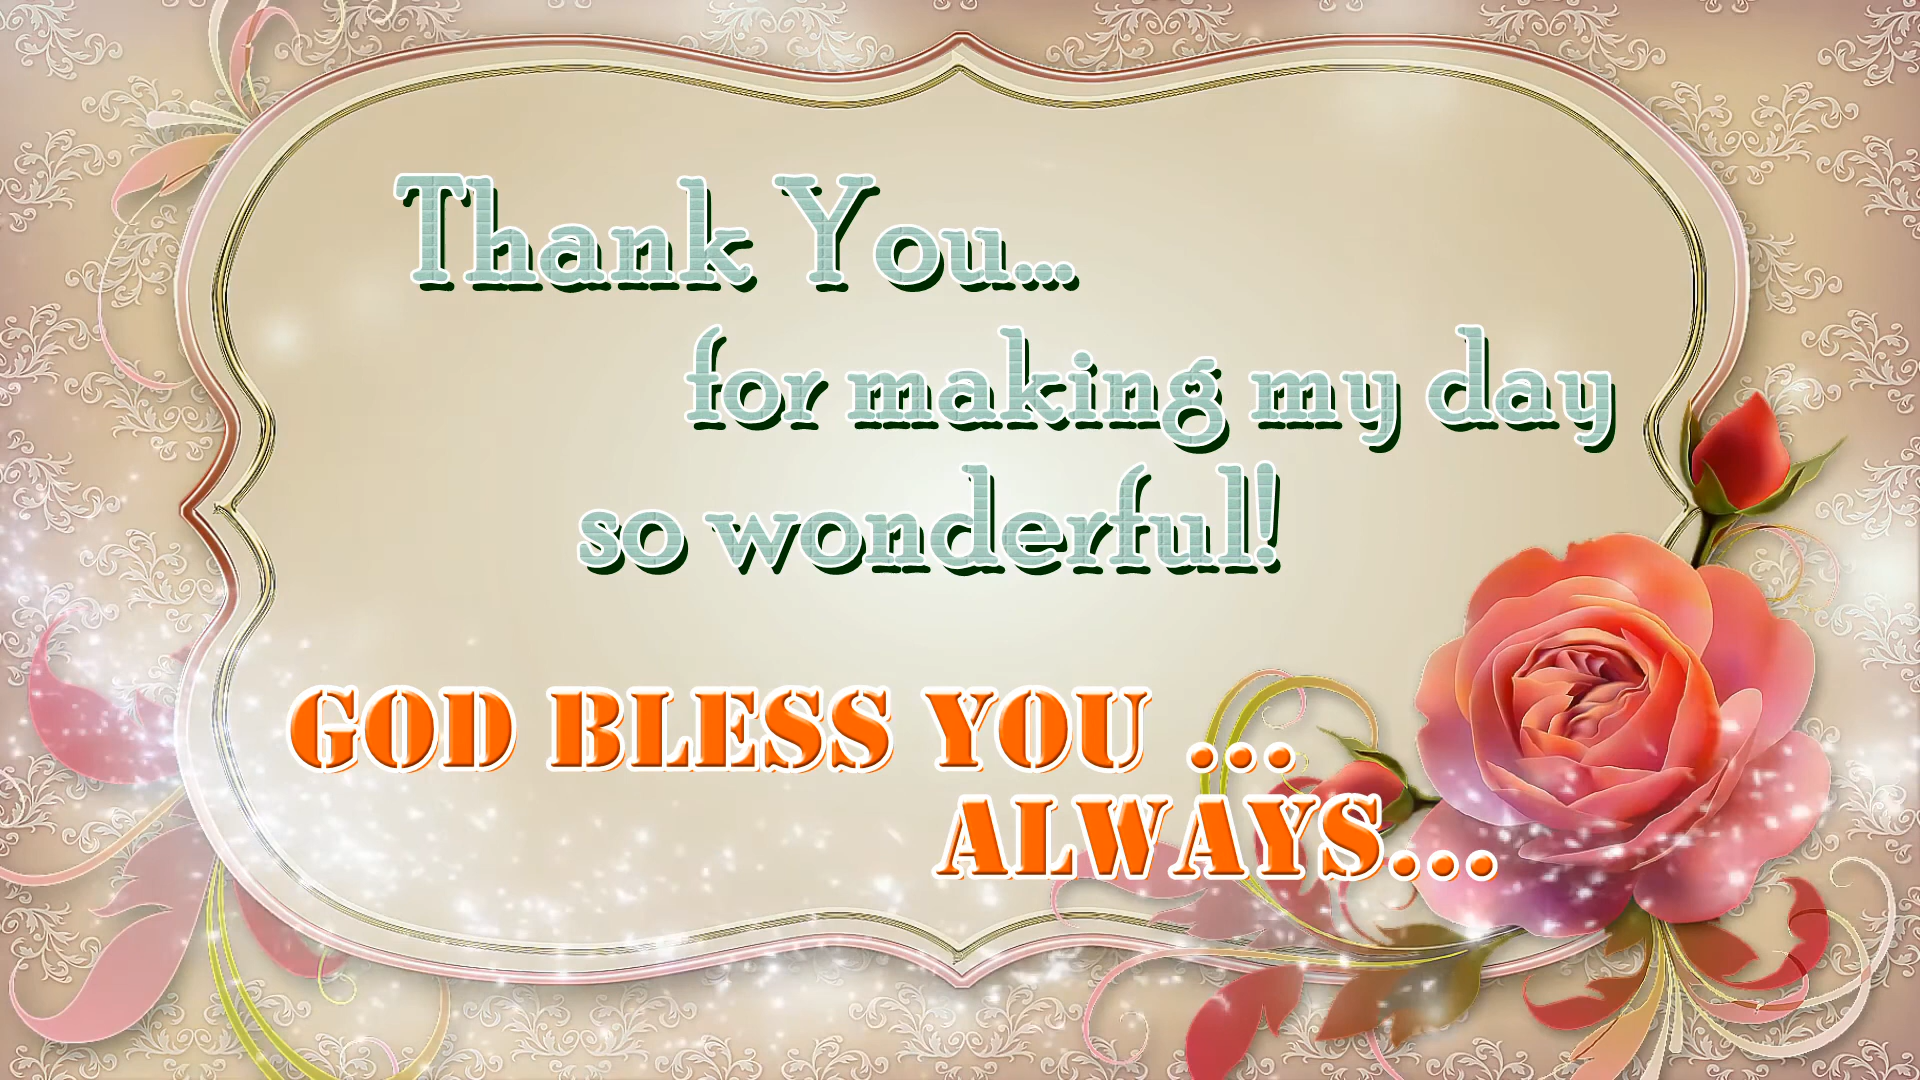 Thank You...
for making my day
so wonderful!
GOD BLESS YOU ...
ALWAYS...